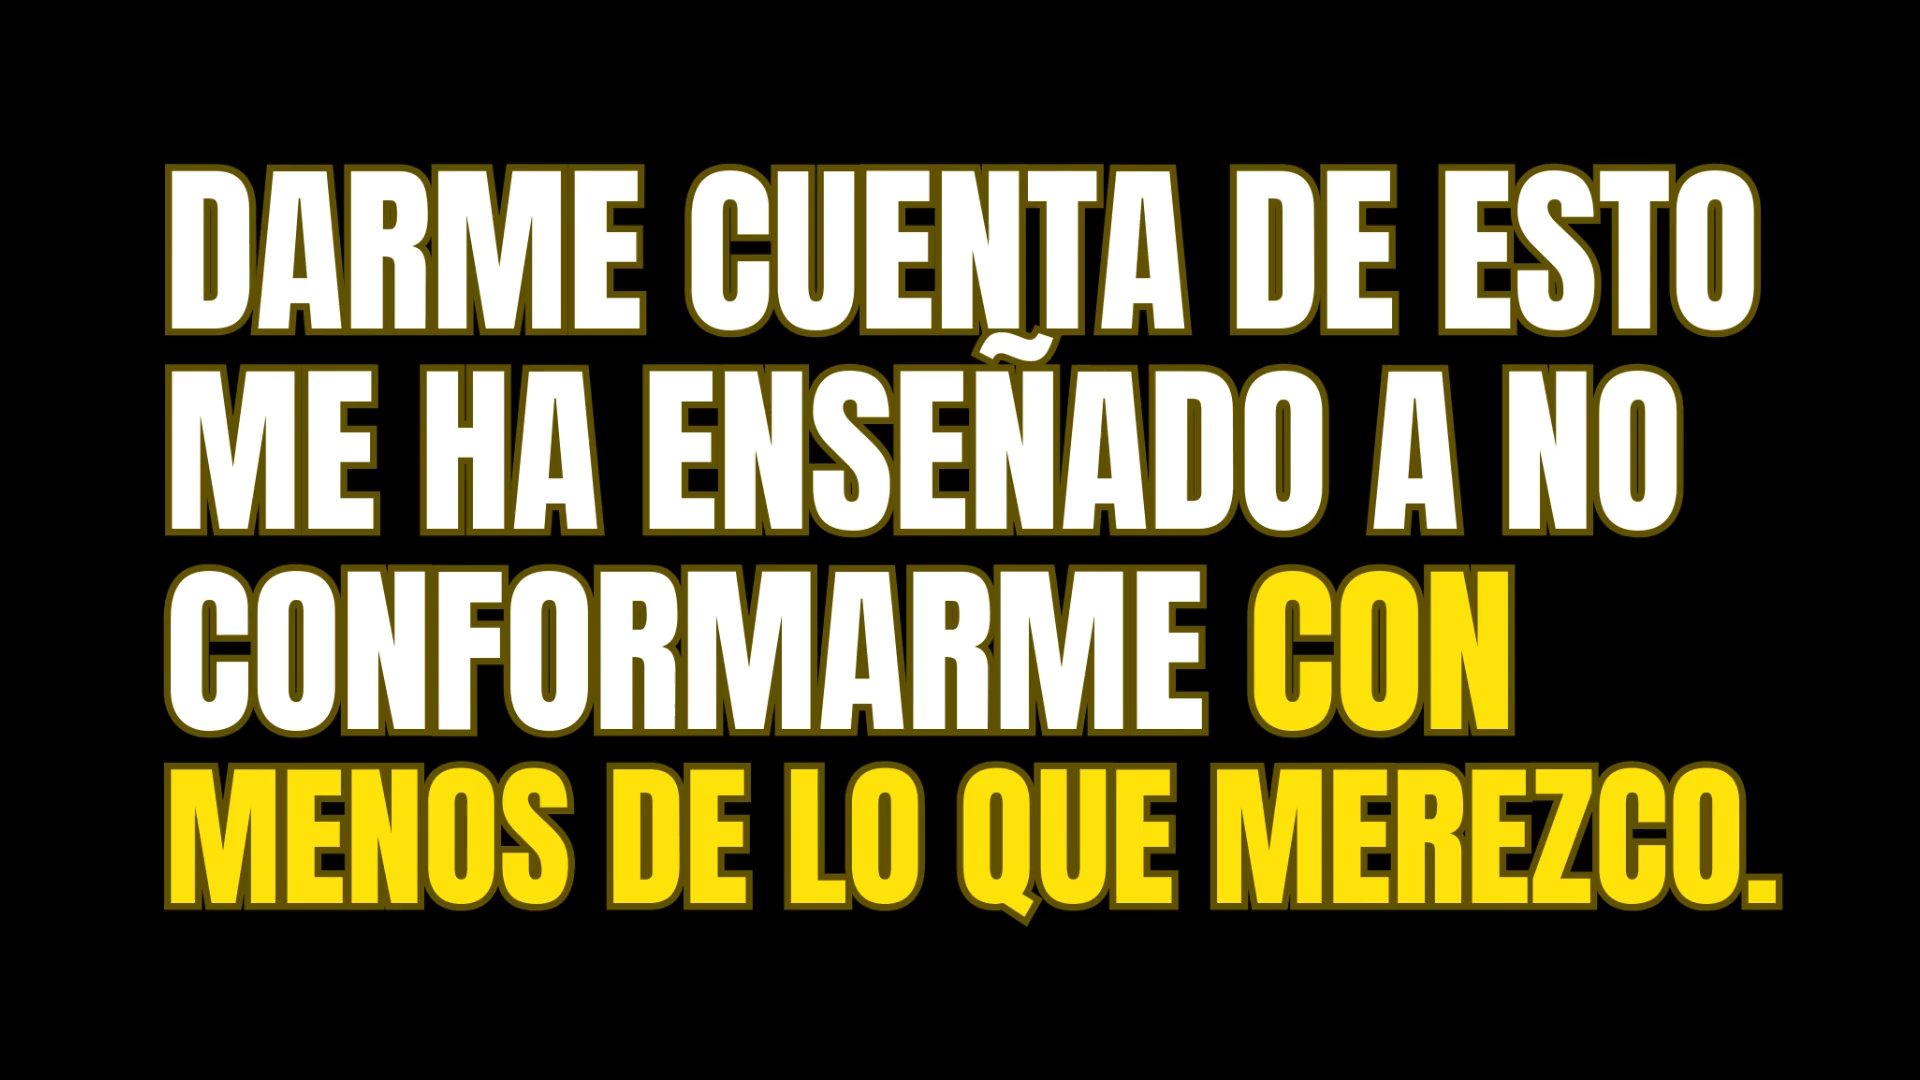 DARME CUENTA DE ESTO
ME HA ENSEÑADO A NO
CONFORMARME CON
MENOS DE LO QUE MEREZCO.